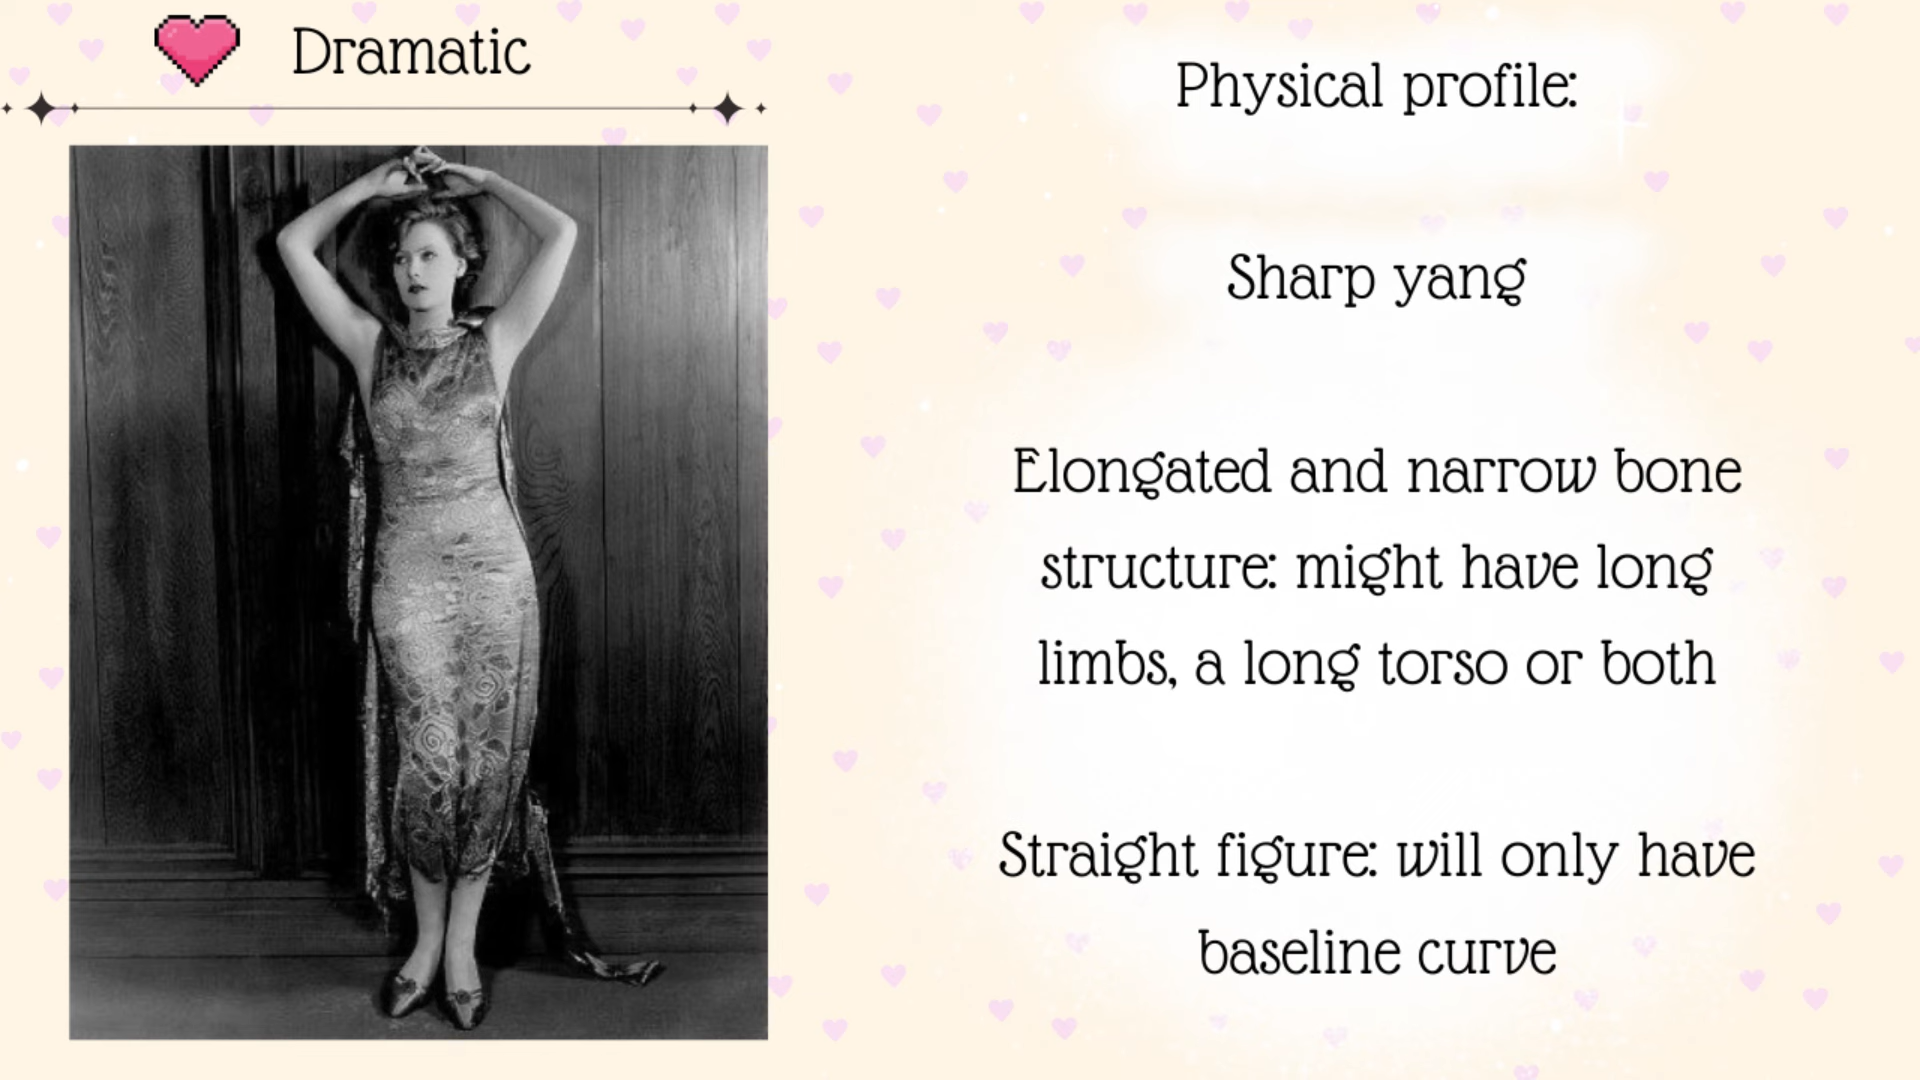 Dramatic
Physical profile:
Sharp yang
Elongated and narrow bone
structure: might have long
limbs, a long torso or both
Straight figure: will only have
baseline curve